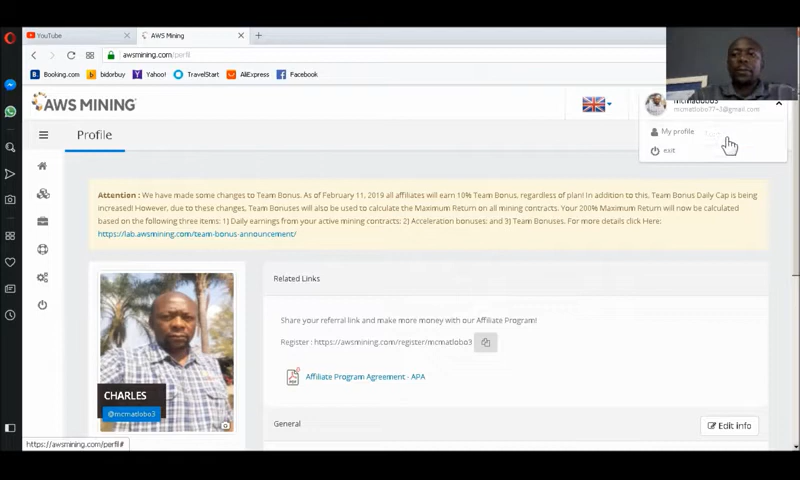 YouTube
AWS Mining
awsmining.com/perfil
Booking.com
bidorbuy
Yahoo!
TravelStart
AliExpress
Facebook
AWS MINING
mcmatlobo3
My profile
exit
Profile
Attention : We have made some changes to Team Bonus. As of February 11, 2019 all affiliates will earn 10% Team Bonus, regardless of plan! In addition to this, Team Bonus Daily Cap is being
increased! However, due to these changes, Team Bonuses will also be used to calculate the Maximum Return on all mining contracts. Your 200% Maximum Return will now be calculated
based on the following three items: 1) Daily earnings from your active mining contracts; 2) Acceleration bonuses; and 3) Team Bonuses. For more details click Here:
https://lab.awsmining.com/team-bonus-announcement/
Related Links
Share your referral link and make more money with our Affiliate Program!
Register : https://awsmining.com/register/mcmatlobo3
PDF
Affiliate Program Agreement - APA
CHARLES
@mcmatlobo3
General
Edit info
https://awsmining.com/perfil#